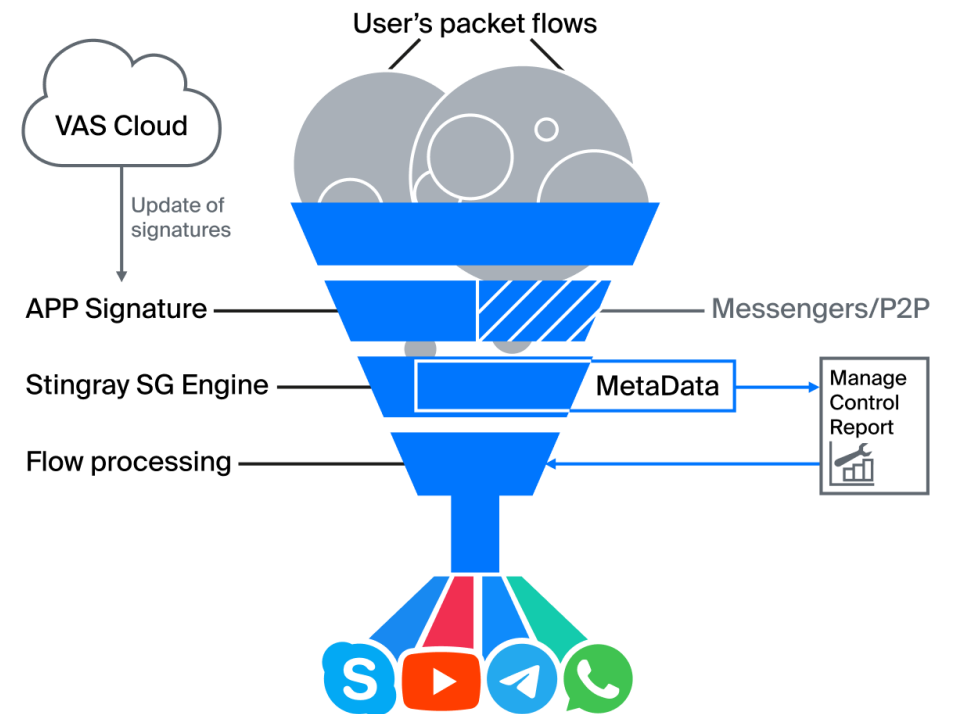 User’s packet flows
VAS Cloud
Update of
signatures
APP Signature
Messengers/P2P
Stingray SG Engine
MetaData
Manage
Control
Report
Flow processing
S